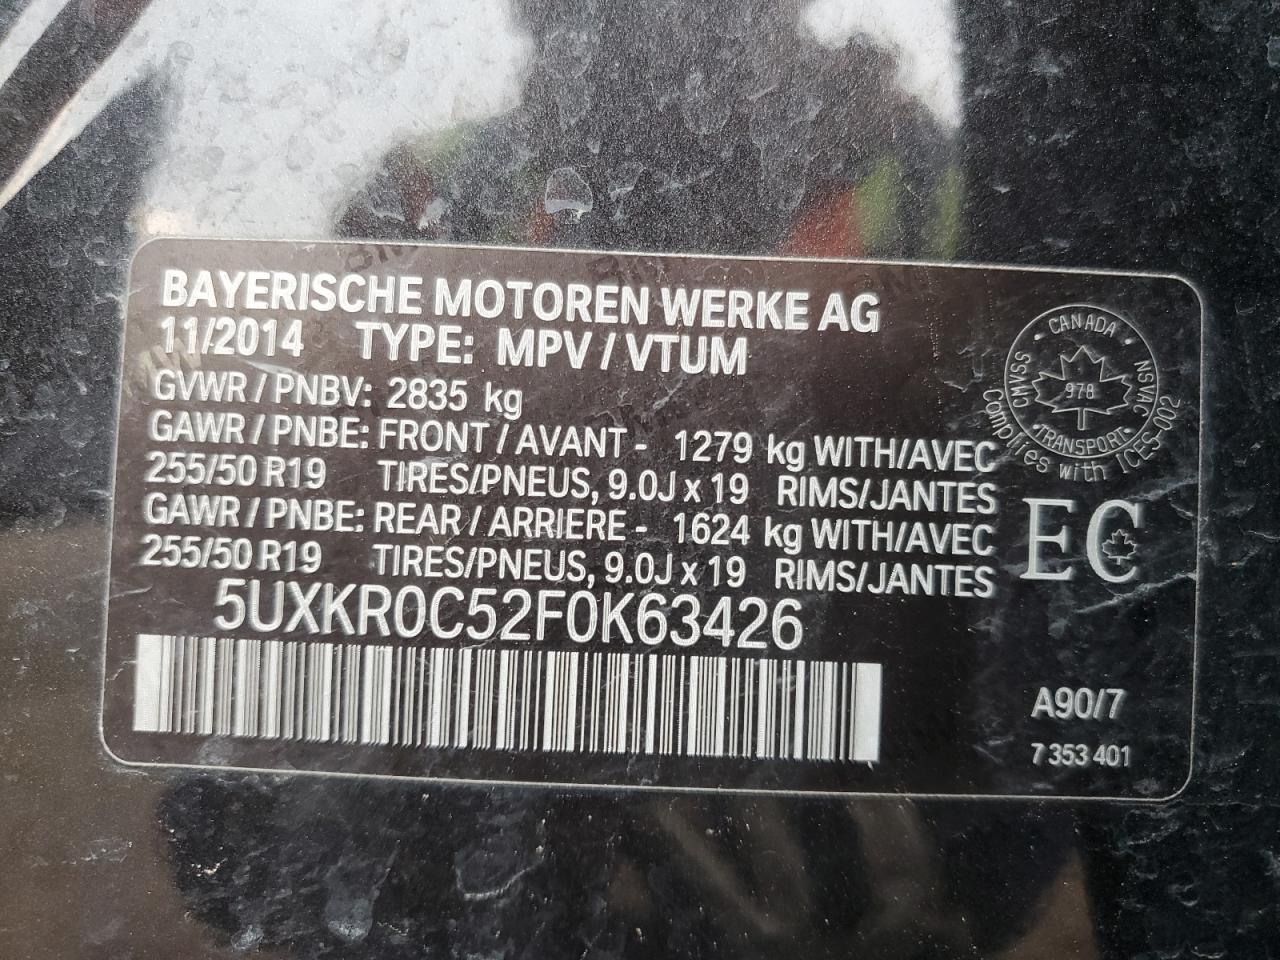 BAYERISCHE MOTOREN WERKE AG
11/2014 TYPE: MPV / VTUM
GVWR / PNBV: 2835 kg
GAWR / PNBE: FRONT / AVANT - 1279 kg WITH/AVEC
255/50 R19 TIRES/PNEUS, 9.0J x 19 RIMS/JANTES
GAWR / PNBE: REAR / ARRIERE - 1624 kg WITH/AVEC
255/50 R19 TIRES/PNEUS, 9.0J x 19 RIMS/JANTES
5UXKR0C52F0K63426
CANADA
CMVSS
978
NSVAC
TRANSPORT
Complies with ICES-002
EC
A90/7
7 353 401